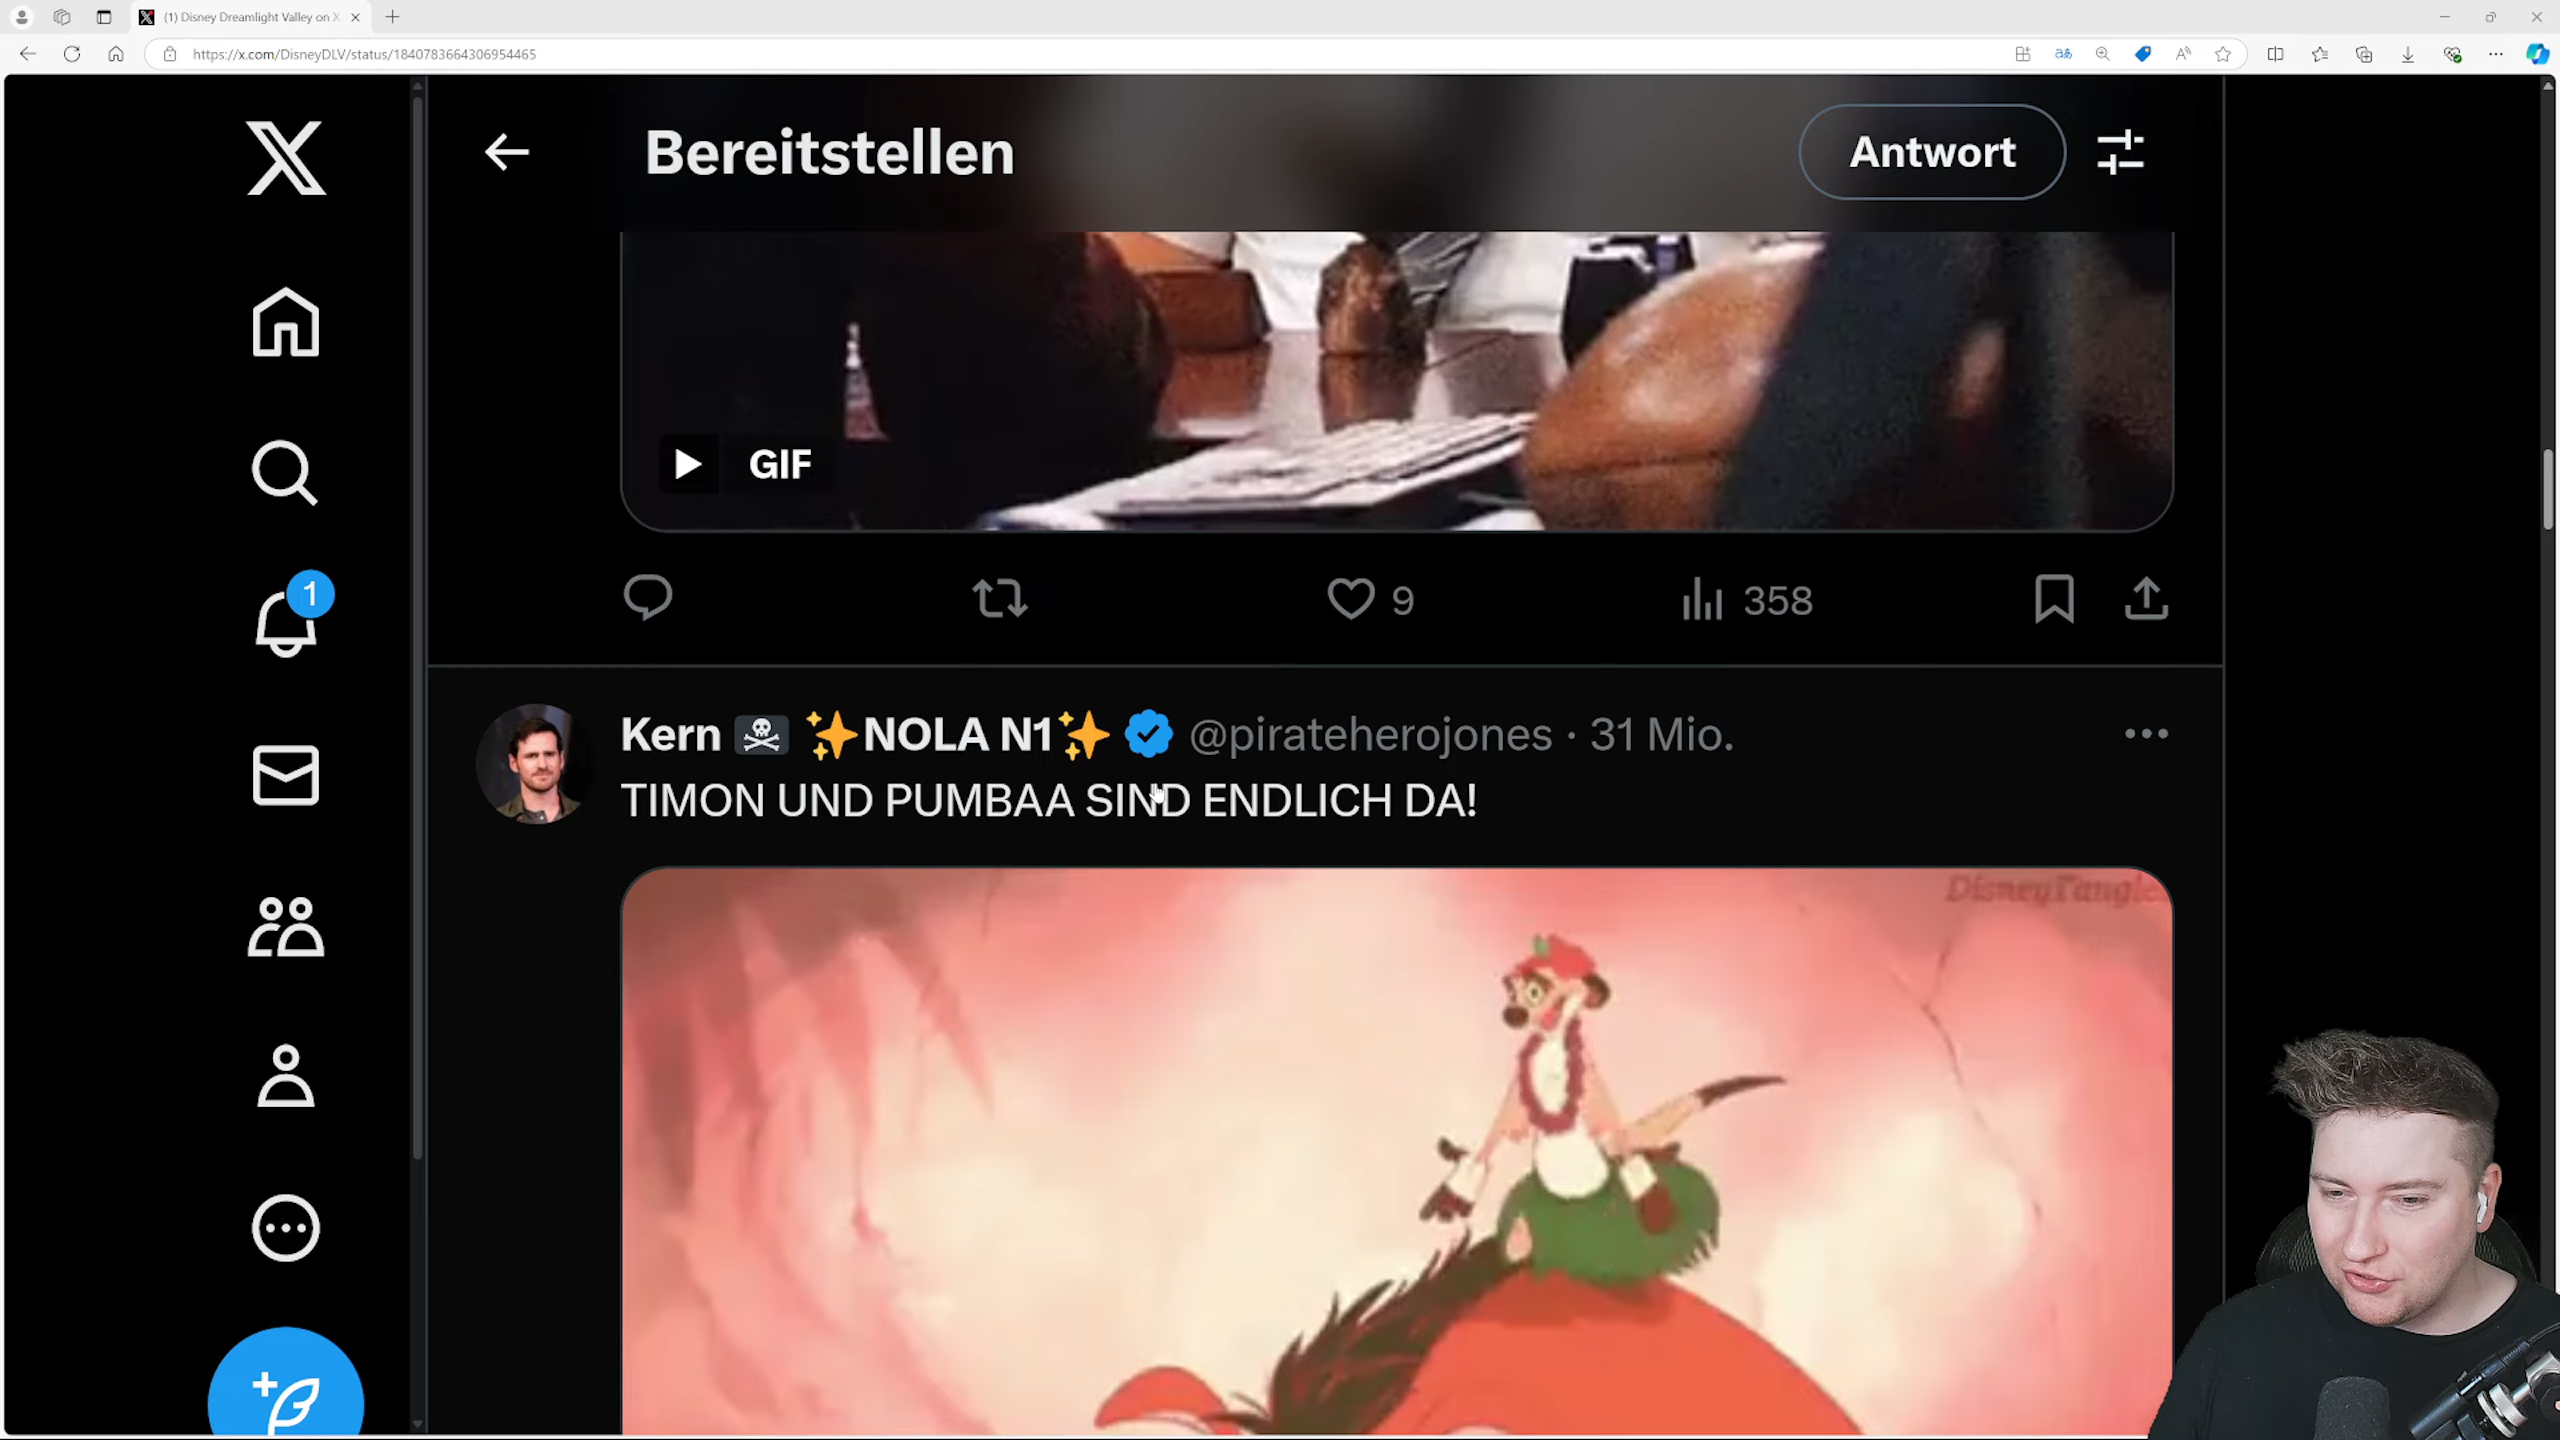 (1) Disney Dreamlight Valley on X
https://x.com/DisneyDLV/status/1840783664306954465
Bereitstellen
Antwort
GIF
9
358
1
Kern ☠️ ✨NOLA N1✨ @pirateherojones · 31 Mio.
TIMON UND PUMBAA SIND ENDLICH DA!